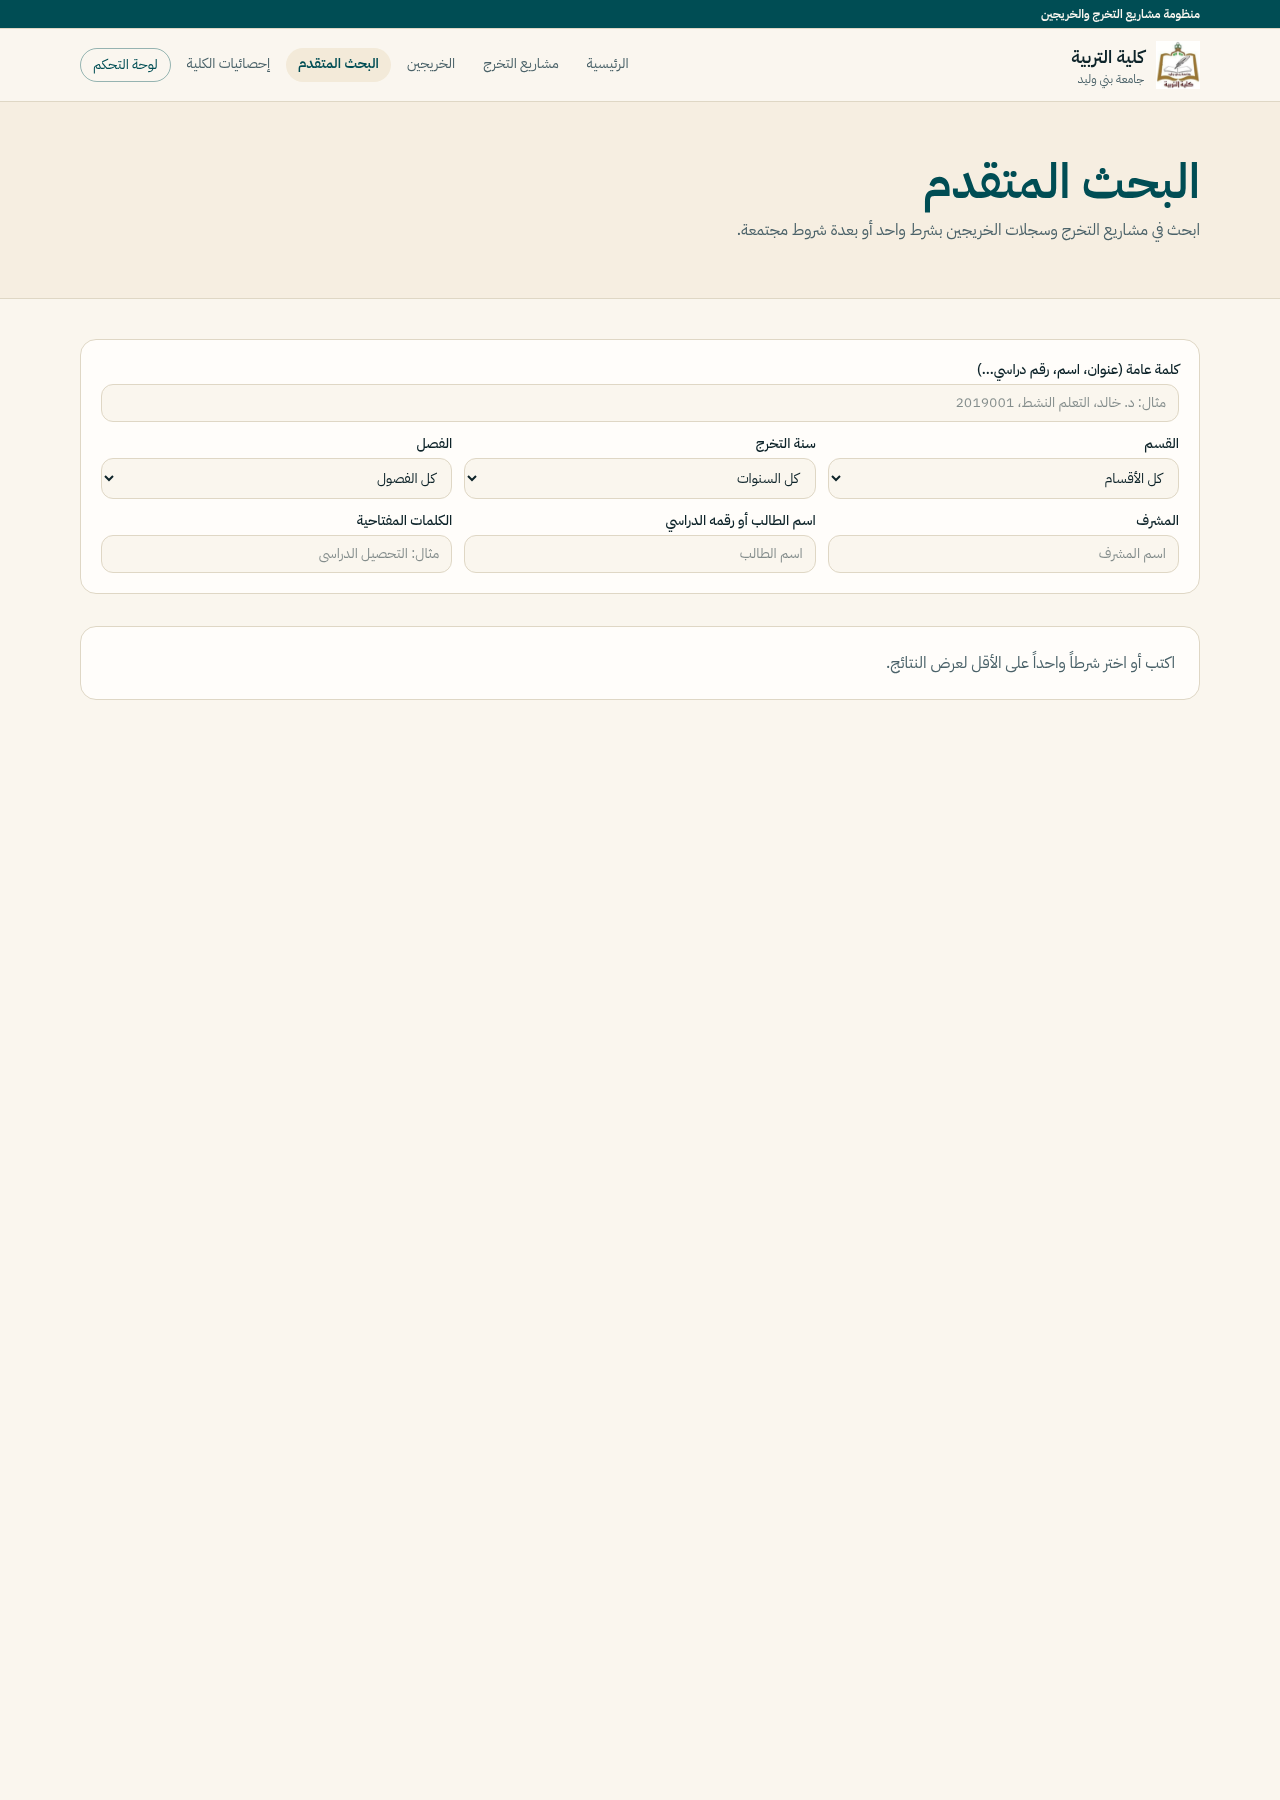 منظومة مشاريع التخرج والخريجين
كلية التربية
جامعة بني وليد
الرئيسية
مشاريع التخرج
الخريجين
البحث المتقدم
إحصائيات الكلية
لوحة التحكم
كلية التربية
البحث المتقدم
ابحث في مشاريع التخرج وسجلات الخريجين بشرط واحد أو بعدة شروط مجتمعة.
كلمة عامة (عنوان، اسم، رقم دراسي...)
مثال: د. خالد، التعلم النشط، 2019001
القسم
سنة التخرج
الفصل
كل الأقسام
كل السنوات
كل الفصول
المشرف
اسم الطالب أو رقمه الدراسي
الكلمات المفتاحية
اسم المشرف
اسم الطالب
مثال: التحصيل الدراسي
اكتب أو اختر شرطاً واحداً على الأقل لعرض النتائج.